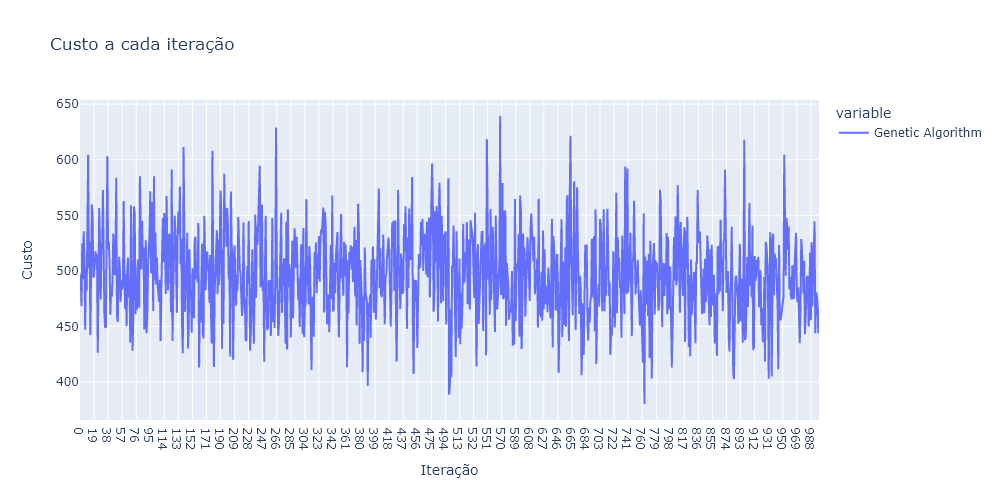 Custo a cada iteração
variable
Genetic Algorithm
Custo
650
600
550
500
450
400
0 19 38 57 76 95 114 133 152 171 190 209 228 247 266 285 304 323 342 361 380 399 418 437 456 475 494 513 532 551 570 589 608 627 646 665 684 703 722 741 760 779 798 817 836 855 874 893 912 931 950 969 988
Iteração